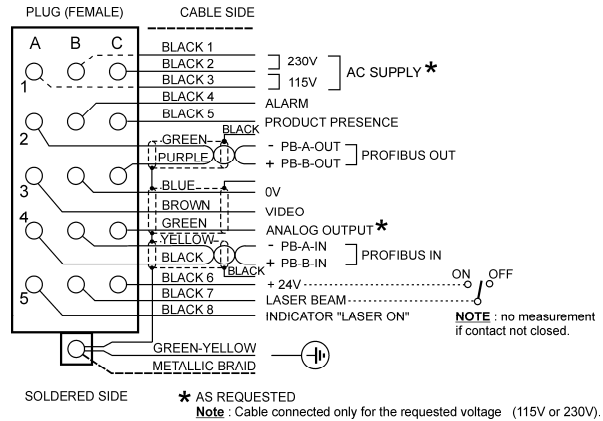 PLUG (FEMALE) CABLE SIDE
A B C
BLACK 1
BLACK 2 230V
BLACK 3 115V AC SUPPLY *
1
BLACK 4 ALARM
BLACK 5 PRODUCT PRESENCE
BLACK
2
GREEN - PB-A-OUT
PURPLE + PB-B-OUT PROFIBUS OUT
3
BLUE 0V
BROWN VIDEO
4
GREEN ANALOG OUTPUT *
YELLOW - PB-A-IN
BLACK + PB-B-IN PROFIBUS IN
BLACK
ON OFF
BLACK 6 + 24V
5
BLACK 7 LASER BEAM
BLACK 8 INDICATOR "LASER ON"
NOTE : no measurement
if contact not closed.
GREEN-YELLOW
METALLIC BRAID
SOLDERED SIDE
* AS REQUESTED
Note : Cable connected only for the requested voltage (115V or 230V).